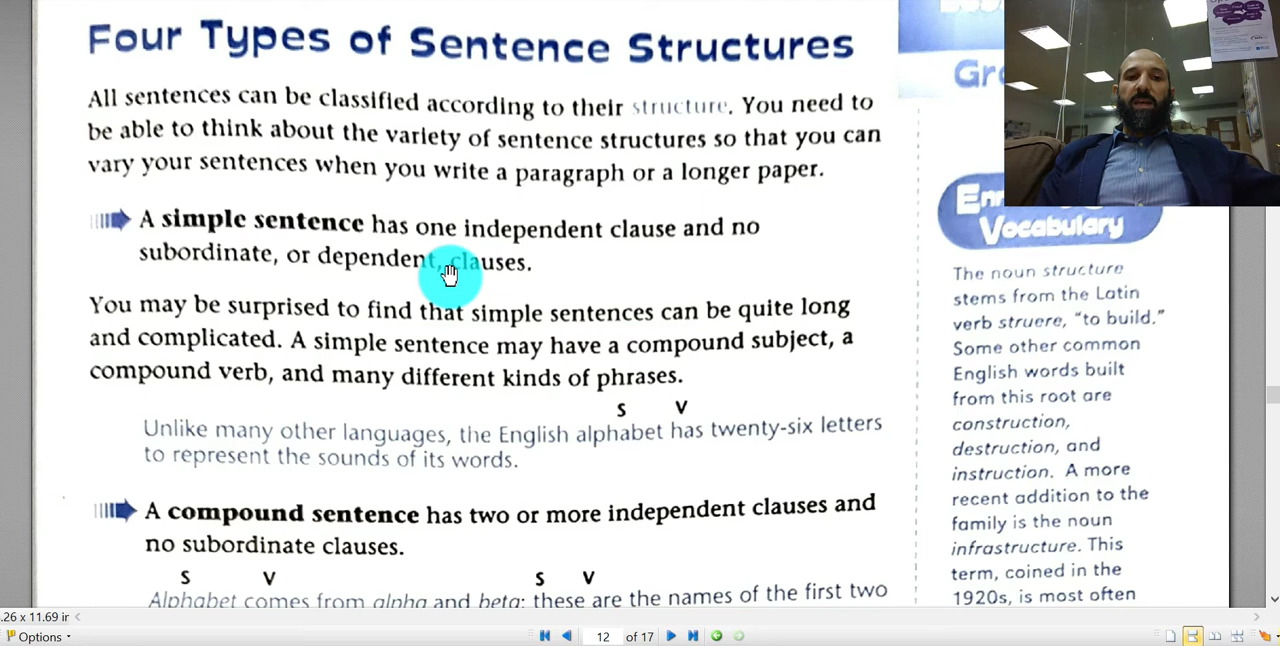 Four Types of Sentence Structures
All sentences can be classified according to their structure. You need to
be able to think about the variety of sentence structures so that you can
vary your sentences when you write a paragraph or a longer paper.
A simple sentence has one independent clause and no
subordinate, or dependent, clauses.
You may be surprised to find that simple sentences can be quite long
and complicated. A simple sentence may have a compound subject, a
compound verb, and many different kinds of phrases.
S V
Unlike many other languages, the English alphabet has twenty-six letters
to represent the sounds of its words.
A compound sentence has two or more independent clauses and
no subordinate clauses.
S V S V
Alphabet comes from alpha and beta; these are the names of the first two
Vocabulary
The noun structure
stems from the Latin
verb struere, “to build.”
Some other common
English words built
from this root are
construction,
destruction, and
instruction. A more
recent addition to the
family is the noun
infrastructure. This
term, coined in the
1920s, is most often
.26 x 11.69 ir
Options
12 of 17